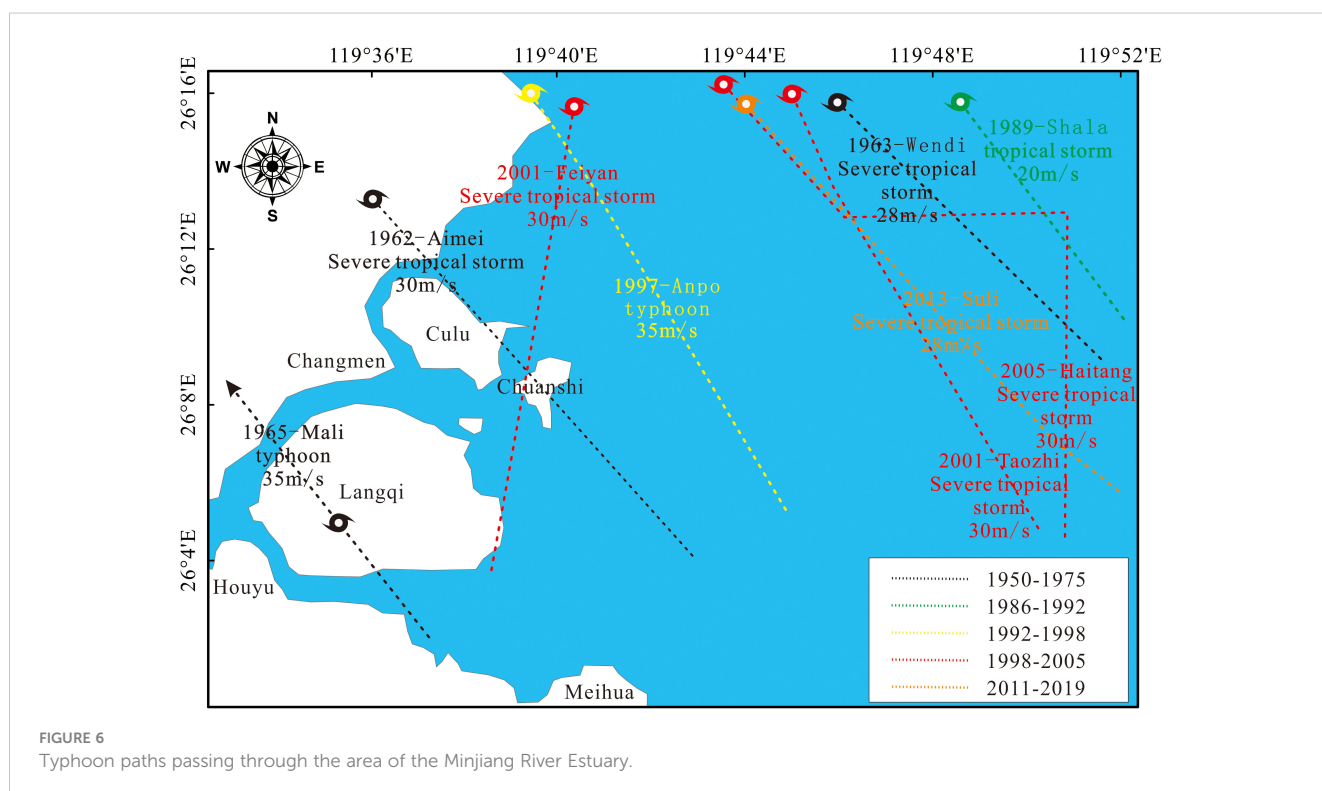 119°36'E 119°40'E 119°44'E 119°48'E 119°52'E
26°16'E
26°12'E
26°8'E
26°4'E
N
W E
S
1989-Shala
tropical storm
20m/s
1963-Wendi
Severe tropical
storm
28m/s
2001-Feiyan
Severe tropical storm
30m/s
1962-Aimei
Severe tropical storm
30m/s
1997-Anpo
typhoon
35m/s
2013-Suli
Severe tropical storm
28m/s
Culu
Changmen
Chuanshi
2005-Haitang
Severe tropical
storm
30m/s
1965-Mali
typhoon
35m/s
Langqi
2001-Taozhi
Severe tropical
storm
30m/s
Houyu
Meihua
1950-1975
1986-1992
1992-1998
1998-2005
2011-2019
FIGURE 6
Typhoon paths passing through the area of the Minjiang River Estuary.